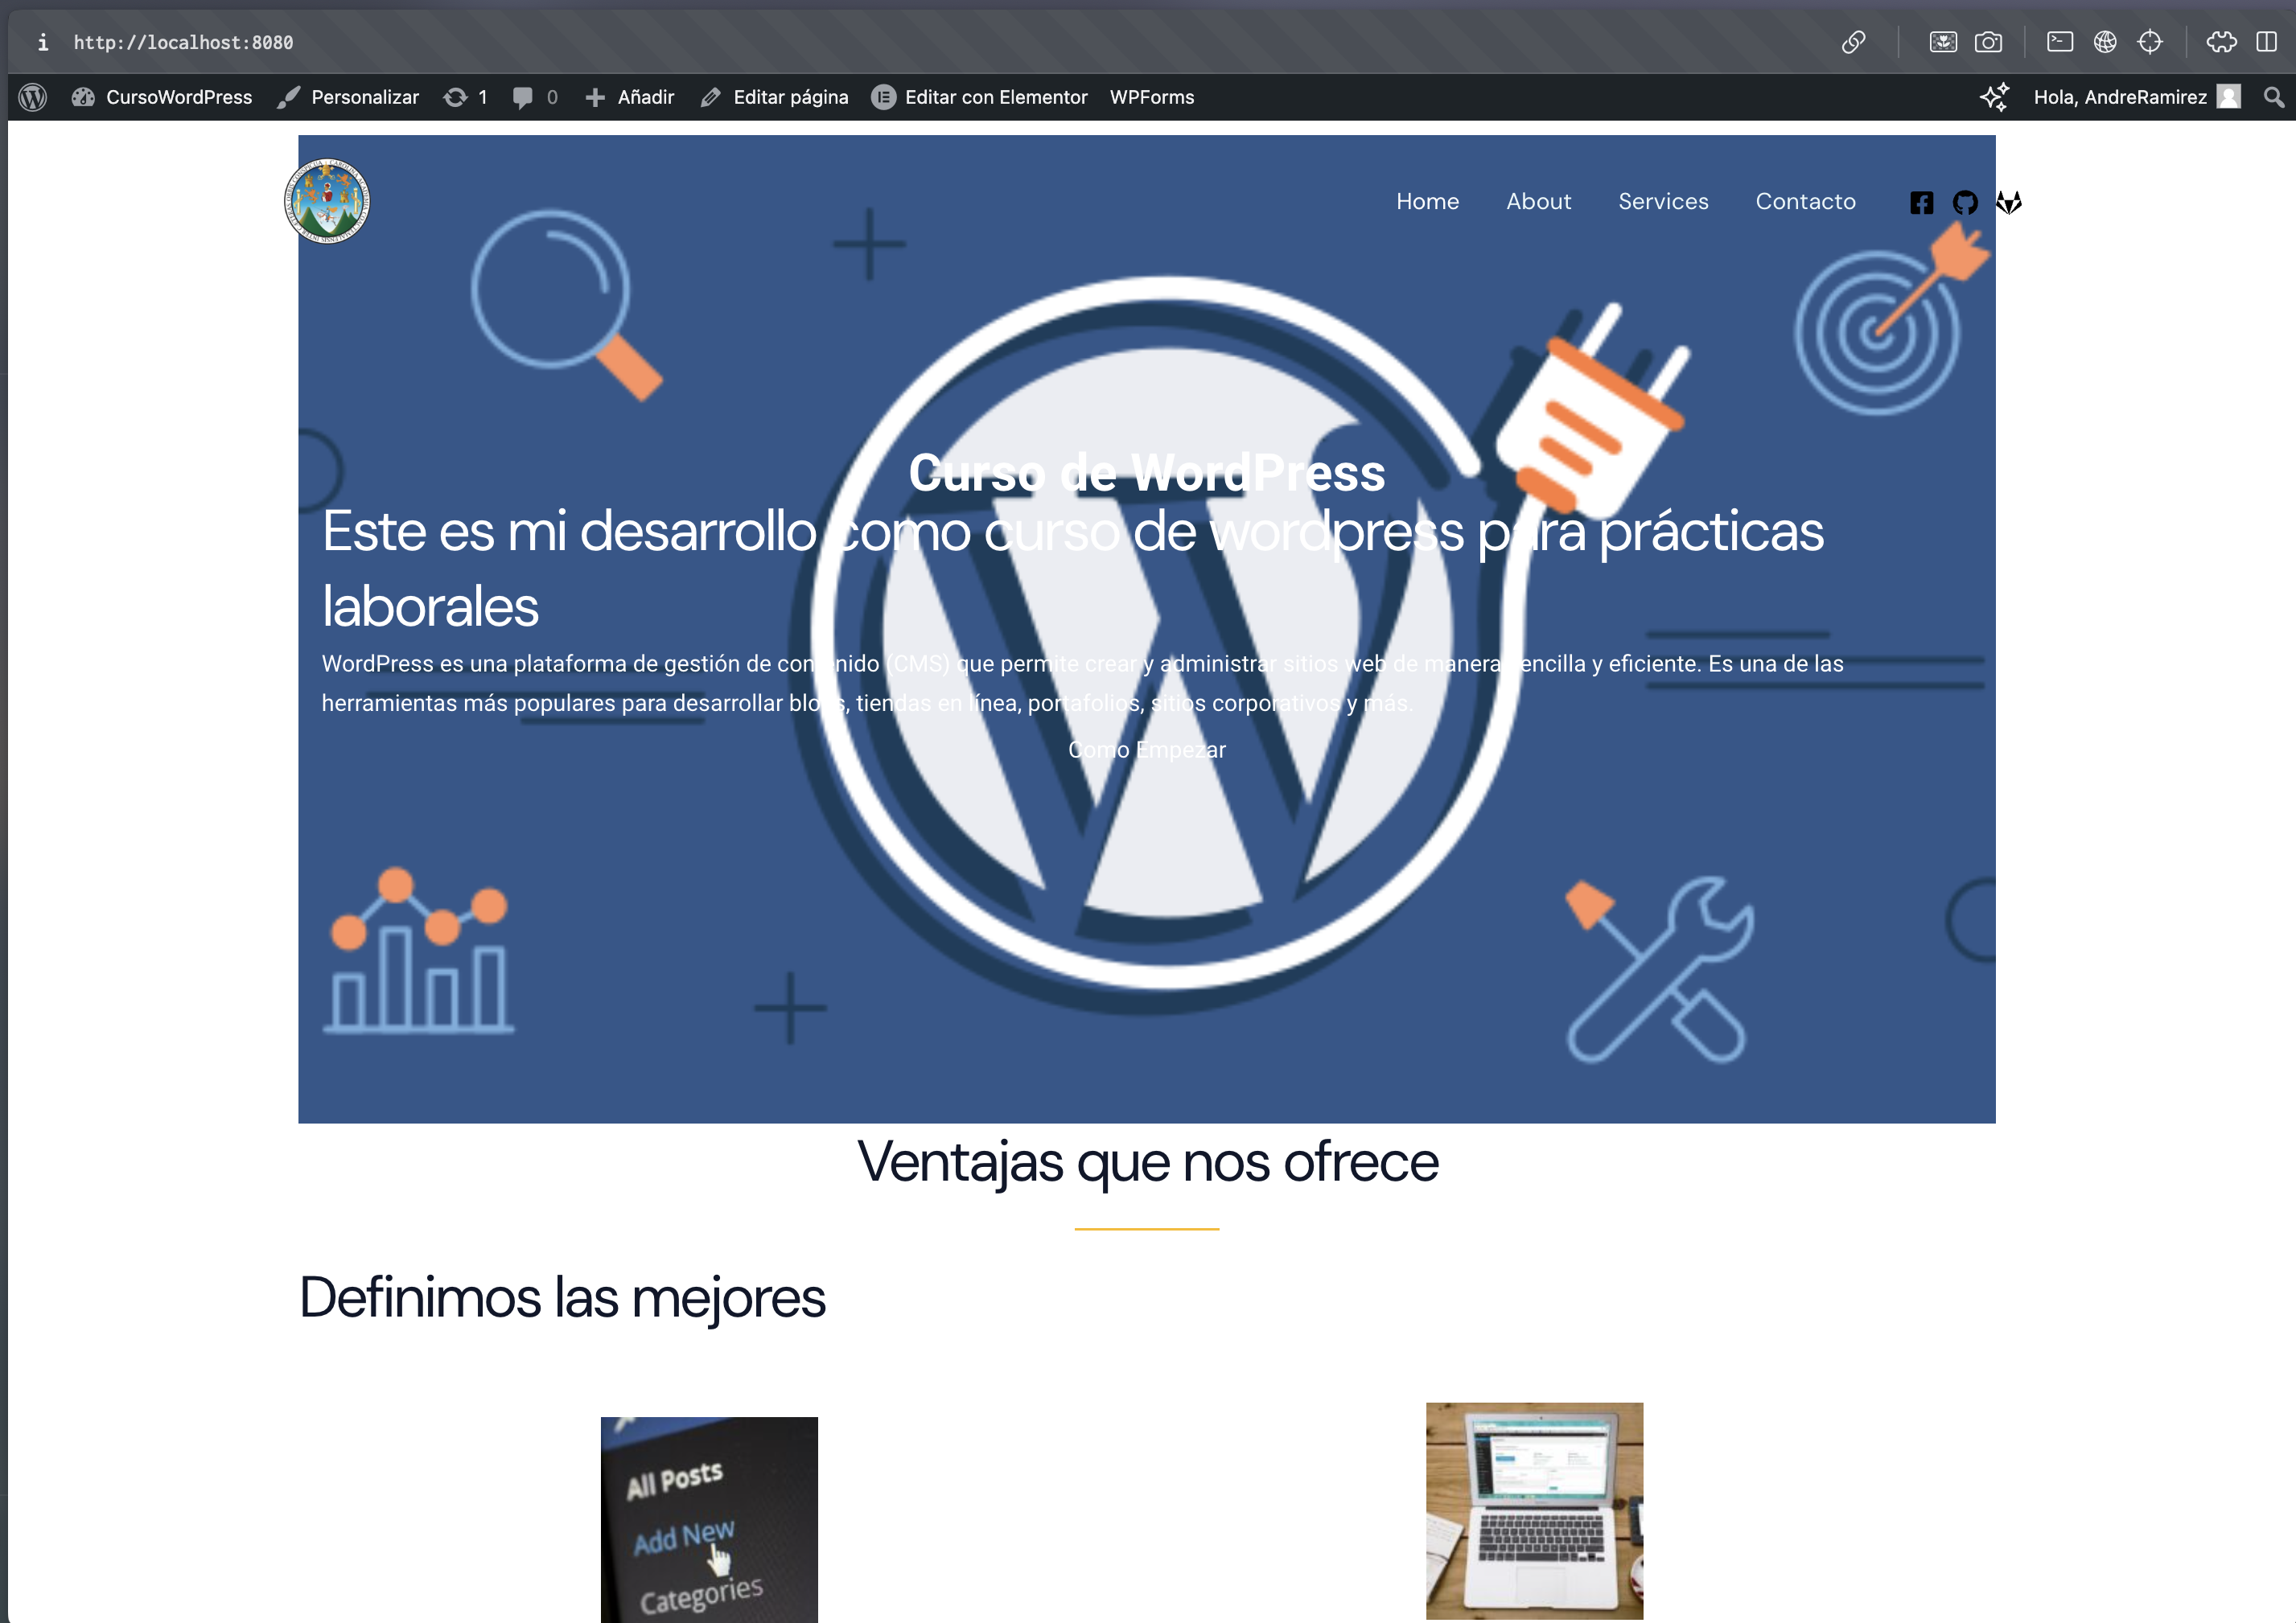 i http://localhost:8080
CursoWordPress Personalizar 1 0 Añadir Editar página Editar con Elementor WPForms Hola, AndreRamirez
Home About Services Contacto
Curso de WordPress
Este es mi desarrollo como curso de wordpress para prácticas
laborales
WordPress es una plataforma de gestión de contenido (CMS) que permite crear y administrar sitios web de manera sencilla y eficiente. Es una de las
herramientas más populares para desarrollar blogs, tiendas en línea, portafolios, sitios corporativos y más.
Como Empezar
Ventajas que nos ofrece
Definimos las mejores
All Posts
Add New
Categories